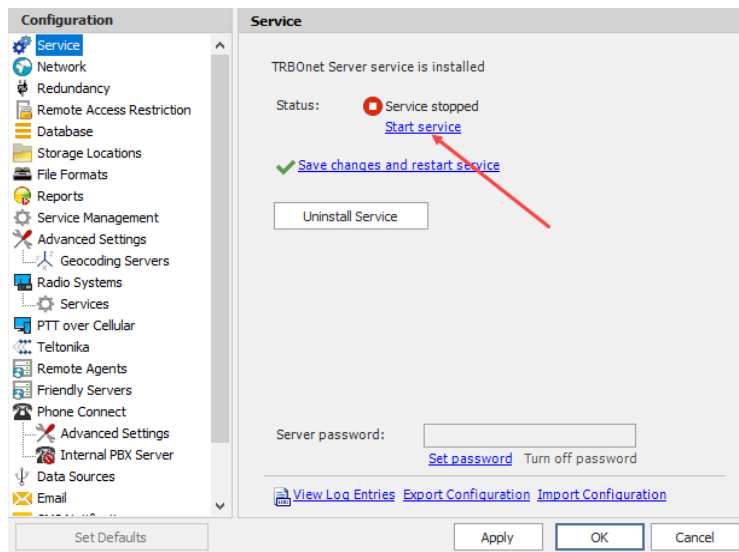 Configuration
Service
Network
Redundancy
Remote Access Restriction
Database
Storage Locations
File Formats
Reports
Service Management
Advanced Settings
Geocoding Servers
Radio Systems
Services
PTT over Cellular
Teltonika
Remote Agents
Friendly Servers
Phone Connect
Advanced Settings
Internal PBX Server
Data Sources
Email
Set Defaults
Service
TRBOnet Server service is installed
Status: Service stopped
Start service
Save changes and restart service
Uninstall Service
Server password:
Set password Turn off password
View Log Entries Export Configuration Import Configuration
Apply OK Cancel